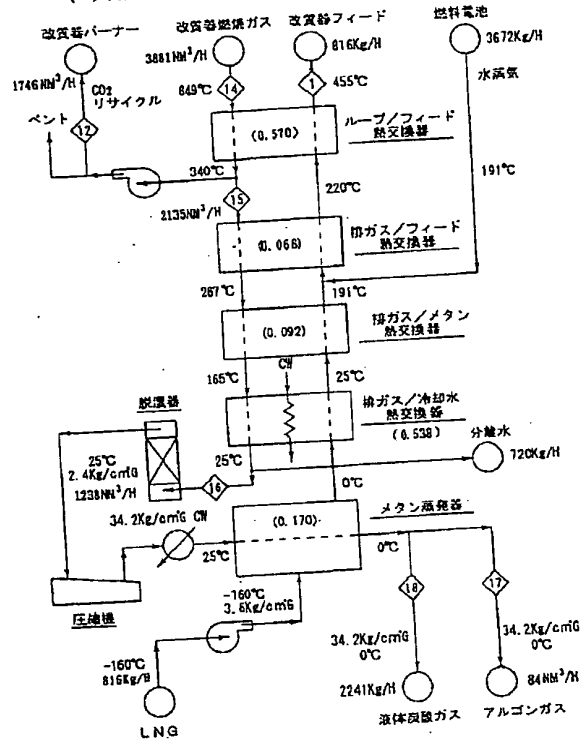 改質器バーナー
改質器燃焼ガス
改質器フィード
燃料電池
1746NM³/H
3881NM³/H
816Kg/H
3672Kg/H
CO₂
リサイクル
水蒸気
ベント
12
649℃
14
1
455℃
(0.570)
ループ/フィード
熱交換器
340℃
220℃
191℃
15
2135NM³/H
(0.068)
排ガス/フィード
熱交換器
267℃
191℃
(0.092)
排ガス/メタン
熱交換器
165℃
CW
25℃
脱湿器
排ガス/冷却水
熱交換器
(0.538)
25℃
2.4Kg/cm²G
1238NM³/H
25℃
分離水
720Kg/H
16
0℃
34.2Kg/cm²G CW
(0.170)
メタン蒸発器
25℃
0℃
圧縮機
-160℃
3.6Kg/cm²G
18
17
34.2Kg/cm²G
0℃
34.2Kg/cm²G
0℃
-160℃
816Kg/H
2241Kg/H
84NM³/H
LNG
液体炭酸ガス
アルゴンガス